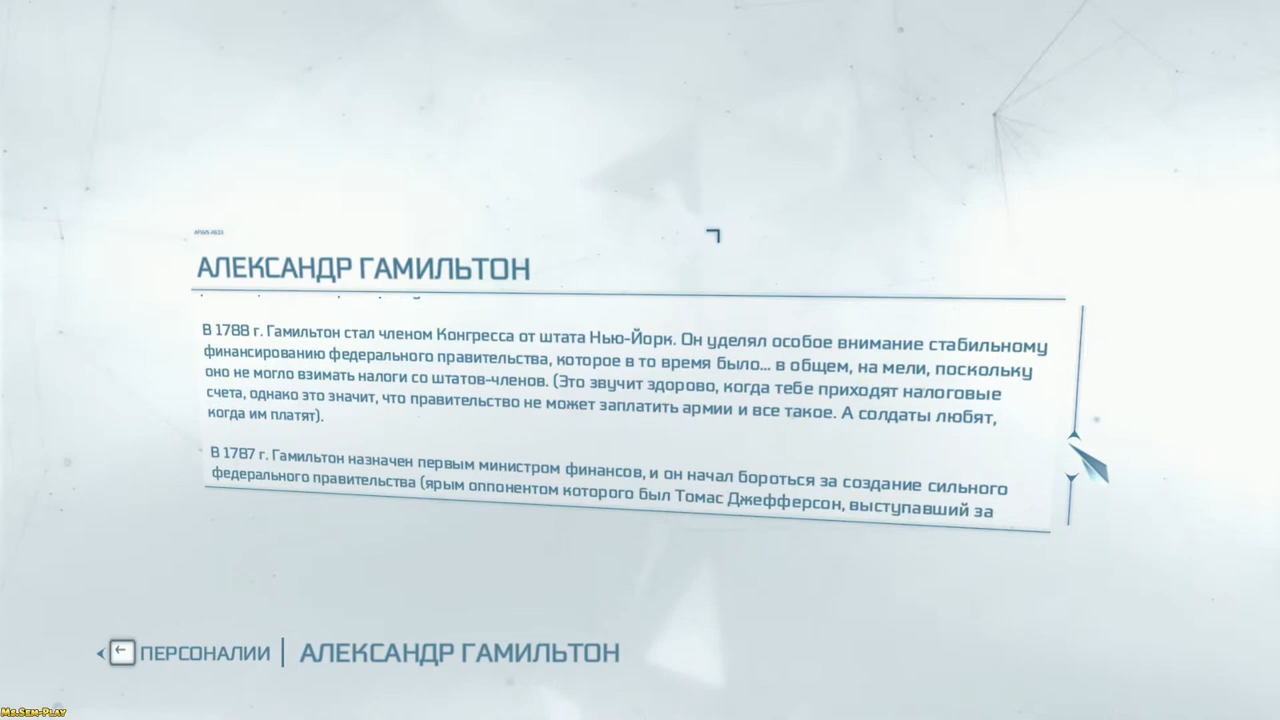 АЛЕКСАНДР ГАМИЛЬТОН
В 1788 г. Гамильтон стал членом Конгресса от штата Нью-Йорк. Он уделял особое внимание стабильному
финансированию федерального правительства, которое в то время было... в общем, на мели, поскольку
оно не могло взимать налоги со штатов-членов. (Это звучит здорово, когда тебе приходят налоговые
счета, однако это значит, что правительство не может заплатить армии и все такое. А солдаты любят,
когда им платят).
В 1787 г. Гамильтон назначен первым министром финансов, и он начал бороться за создание сильного
федерального правительства (ярым оппонентом которого был Томас Джефферсон, выступавший за
ПЕРСОНАЛИИ | АЛЕКСАНДР ГАМИЛЬТОН
Ms.Sem-Play